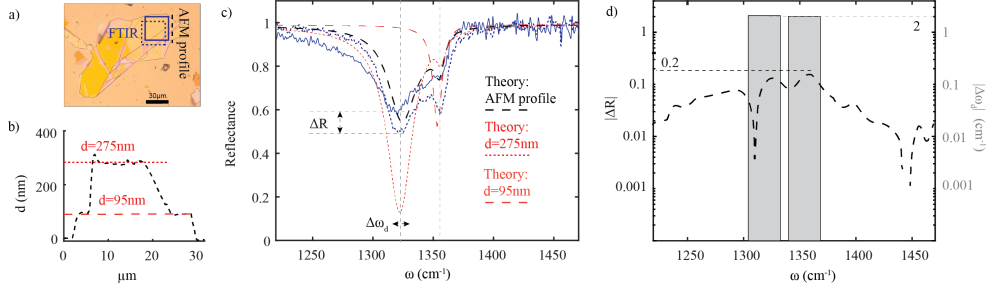 a)
FTIR
AFM profile
30μm
b)
400
200
0
d (nm)
d=275nm
d=95nm
0
10
20
30
μm
c)
1
0.8
0.6
0.4
0.2
0
Reflectance
ΔR
Δω_d
Theory:
AFM profile
Theory:
d=275nm
Theory:
d=95nm
1250
1300
1350
1400
1450
ω (cm⁻¹)
d)
1
0.1
0.01
0.001
|ΔR|
0.2
2
1
0.1
0.01
0.001
|Δω_d| (cm⁻¹)
1250
1300
1350
1400
1450
ω (cm⁻¹)